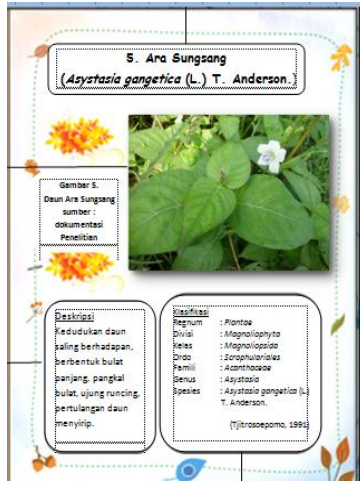 5. Ara Sungsang
(Asystasia gangetica (L.) T. Anderson.)
Gambar 5.
Daun Ara Sungsang
sumber :
dokumentasi
Penelitian
Deskripsi
Kedudukan daun
saling berhadapan,
berbentuk bulat
panjang, pangkal
bulat, ujung runcing,
pertulangan daun
menyirip.
Klasifikasi
Regnum : Plantae
Divisi : Magnoliophyta
Kelas : Magnoliopsida
Ordo : Scrophulariales
Famili : Acanthaceae
Genus : Asystasia
Spesies : Asystasia gangetica (L.)
T. Anderson.
(Tjitrosoepomo, 1991)